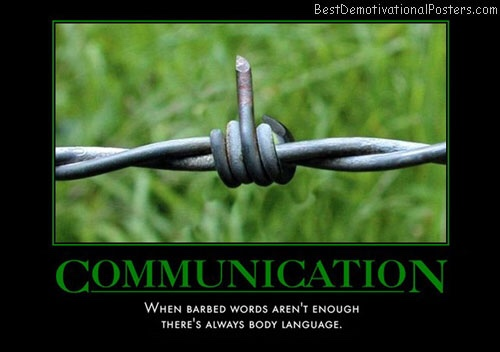 BestDemotivationalPosters.com
COMMUNICATION
WHEN BARBED WORDS AREN'T ENOUGH
THERE'S ALWAYS BODY LANGUAGE.